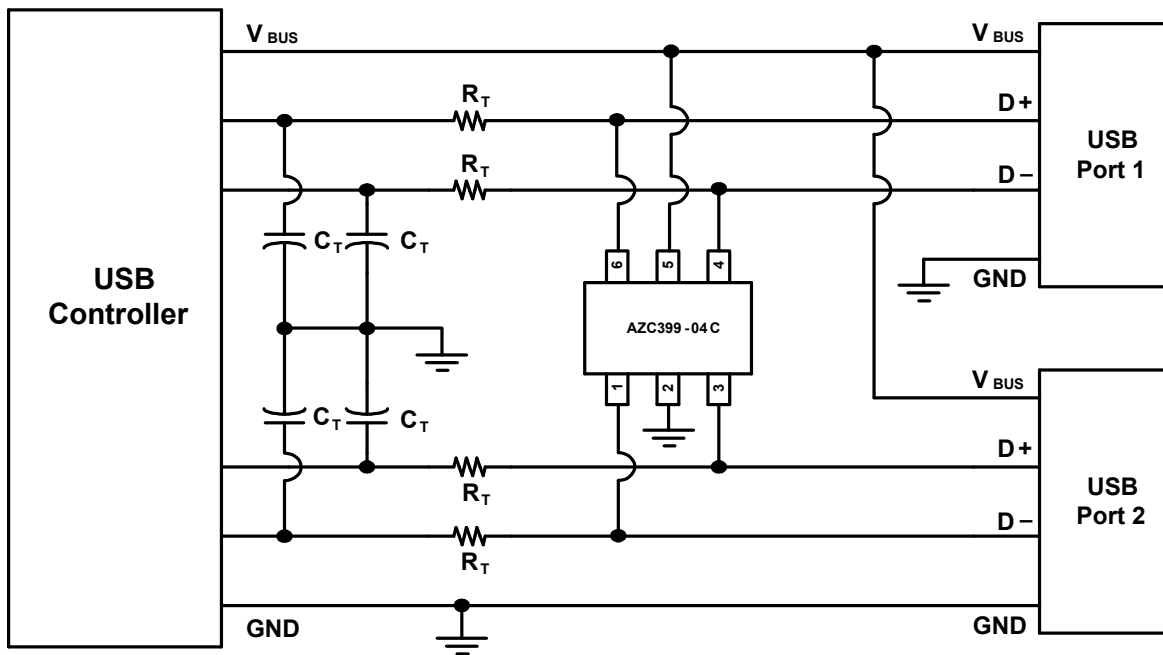 V BUS
V BUS
R T
D+
R T
USB
Port 1
D−
C T
C T
6
5
4
GND
USB
Controller
AZC399-04C
1
2
3
V BUS
C T
C T
D+
R T
USB
Port 2
D−
R T
GND
GND